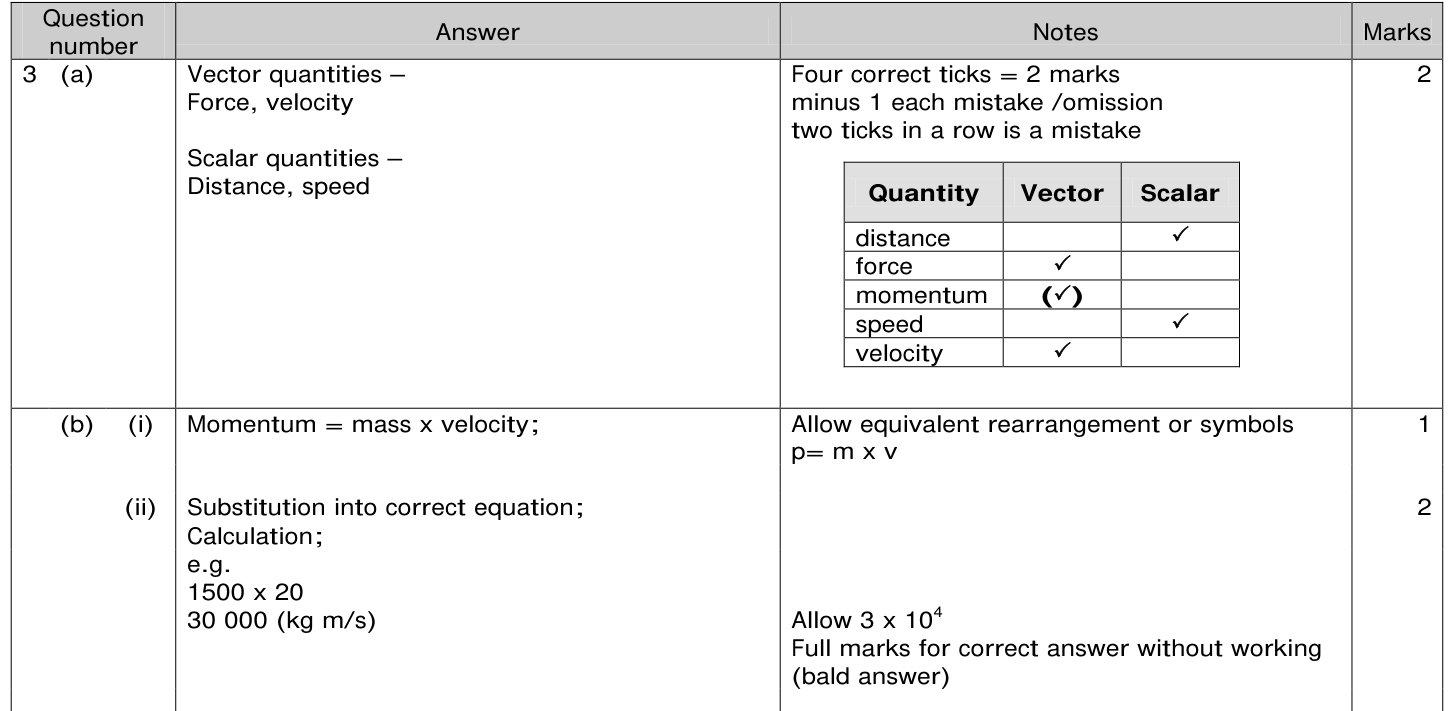 Question number Answer Notes Marks
3 (a) Vector quantities –
Force, velocity
Scalar quantities –
Distance, speed
Four correct ticks = 2 marks
minus 1 each mistake /omission
two ticks in a row is a mistake
2
Quantity Vector Scalar
distance ✓
force ✓
momentum (✓)
speed ✓
velocity ✓
(b) (i) Momentum = mass x velocity;
Allow equivalent rearrangement or symbols
p= m x v
1
(ii) Substitution into correct equation;
Calculation;
e.g.
1500 x 20
30 000 (kg m/s)
Allow 3 x 10⁴
Full marks for correct answer without working
(bald answer)
2